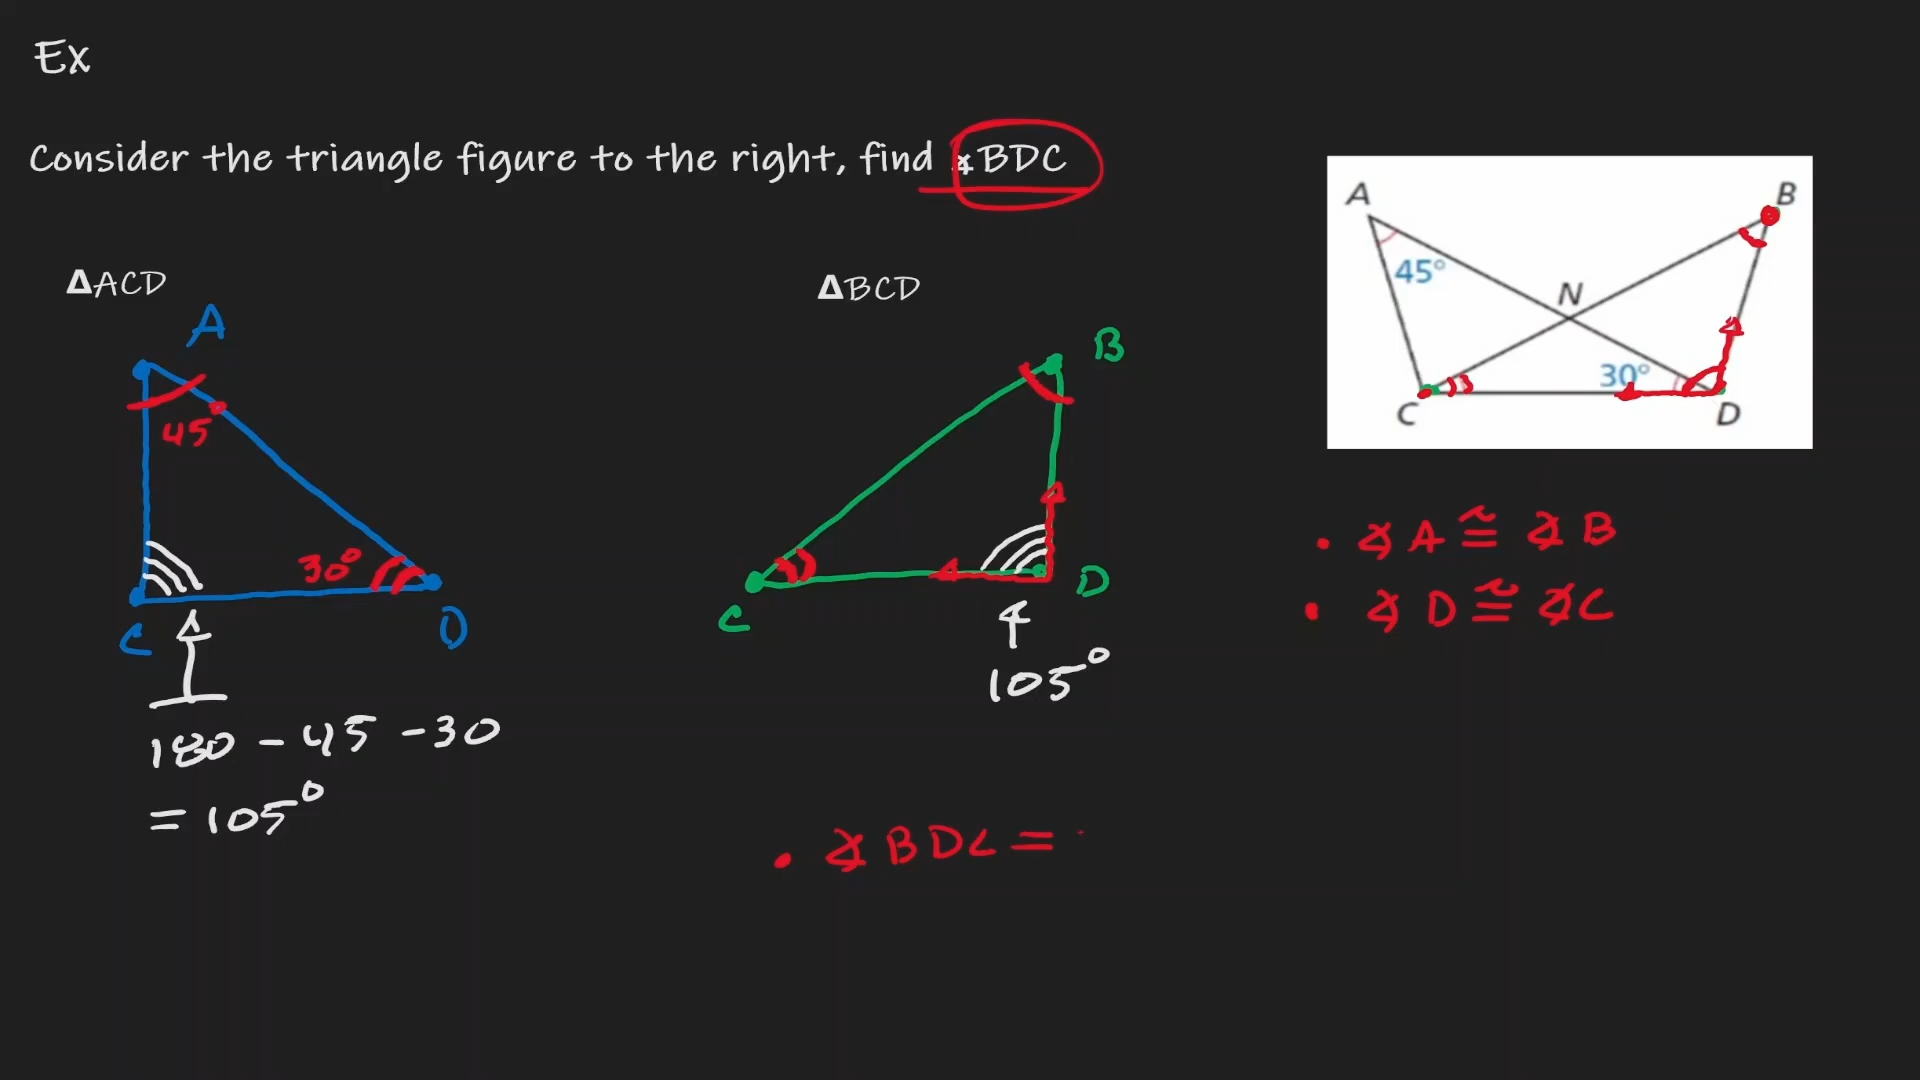 Ex
Consider the triangle figure to the right, find ∡BDC
ΔACD
A
45°
30°
C
D
180 - 45 - 30
= 105°
ΔBCD
B
C
D
105°
• ∡BDC =
A
B
45°
N
30°
C
D
• ∡A ≅ ∡B
• ∡D ≅ ∡C